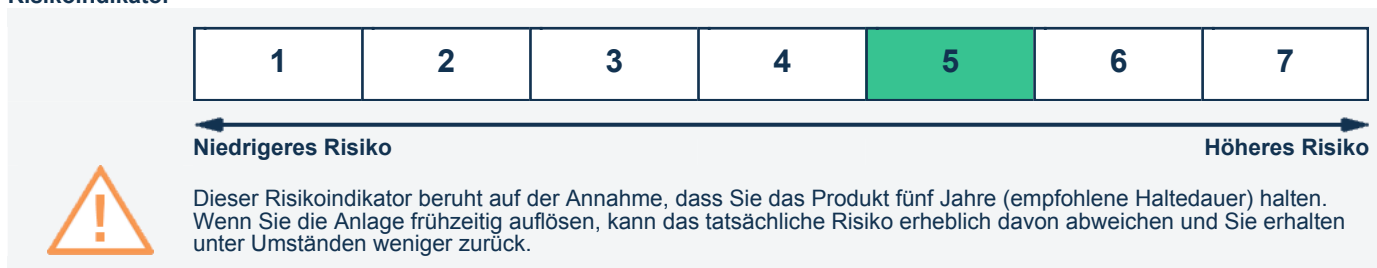 Risikoindikator
1 2 3 4 5 6 7
Niedrigeres Risiko Höheres Risiko
Dieser Risikoindikator beruht auf der Annahme, dass Sie das Produkt fünf Jahre (empfohlene Haltedauer) halten.
Wenn Sie die Anlage frühzeitig auflösen, kann das tatsächliche Risiko erheblich davon abweichen und Sie erhalten
unter Umständen weniger zurück.